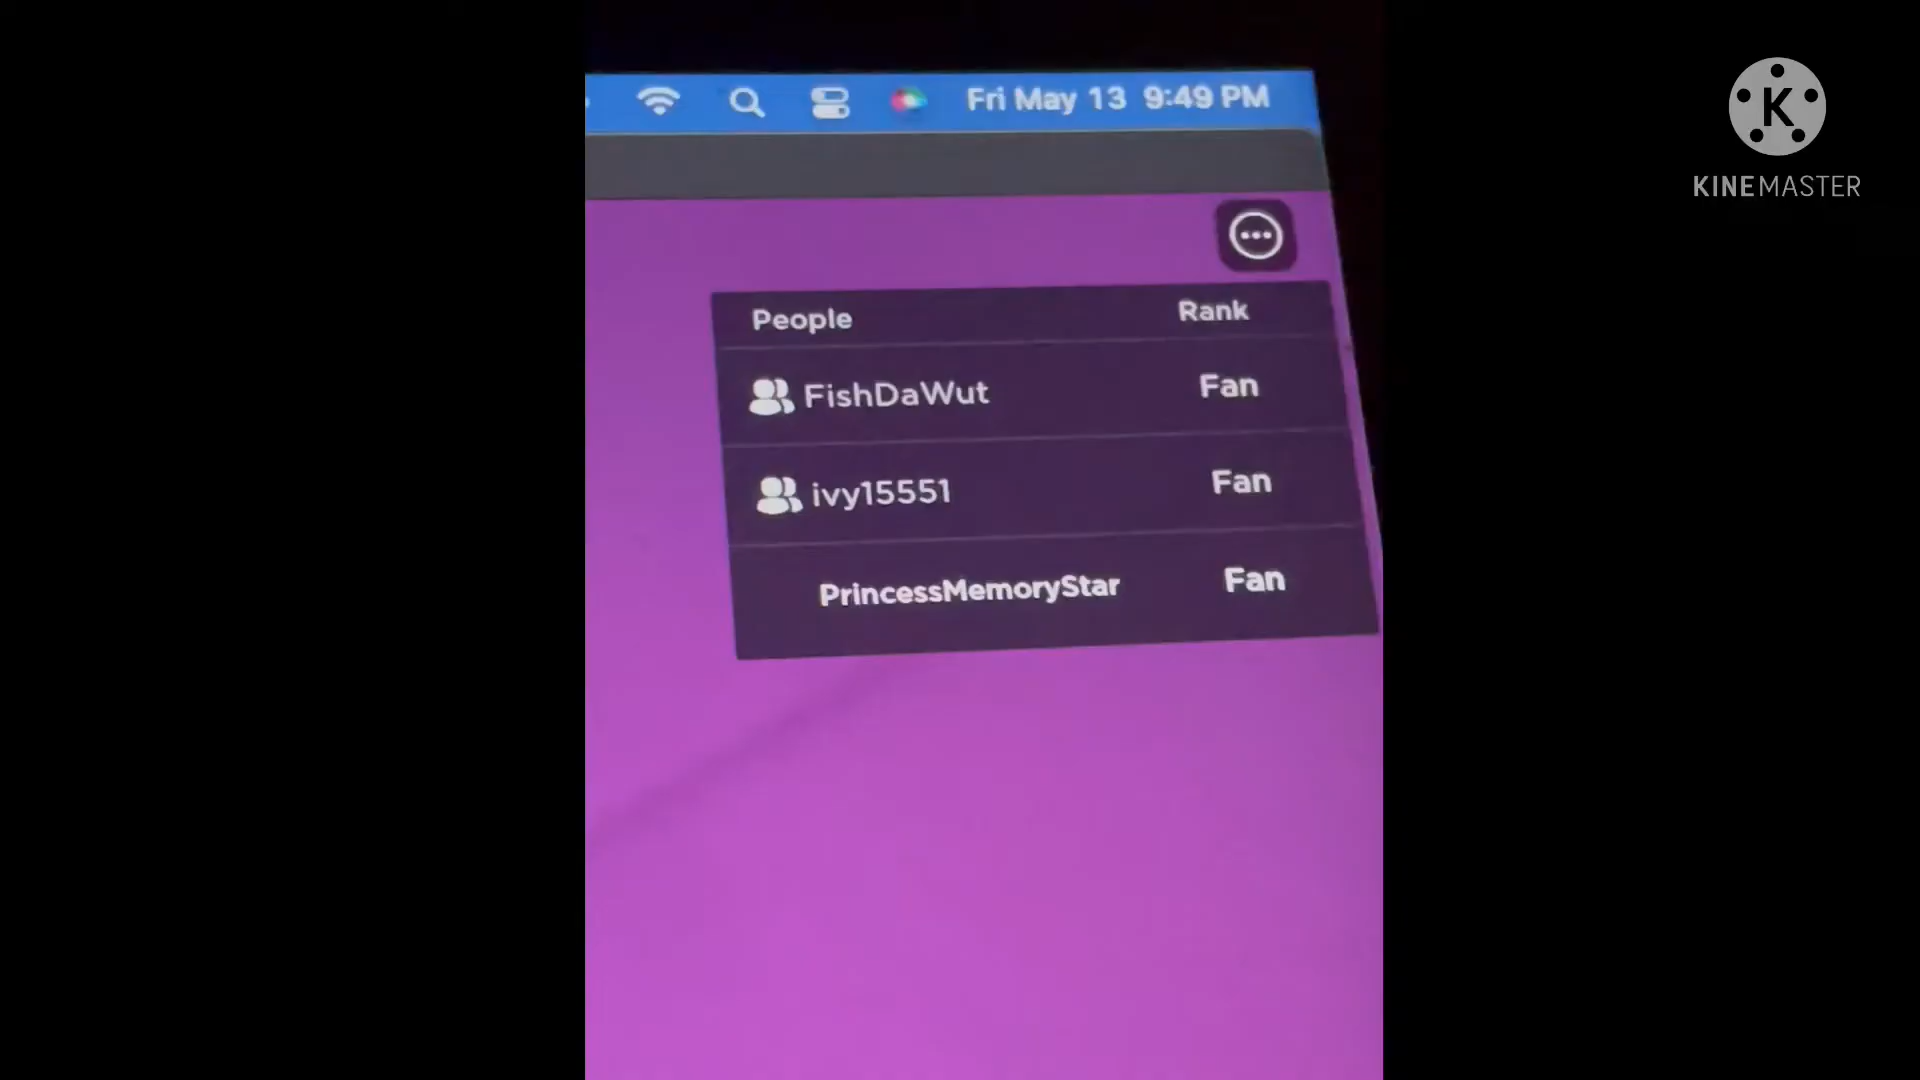 Fri May 13 9:49 PM
K
KINEMASTER
People Rank
FishDaWut Fan
ivy15551 Fan
PrincessMemoryStar Fan